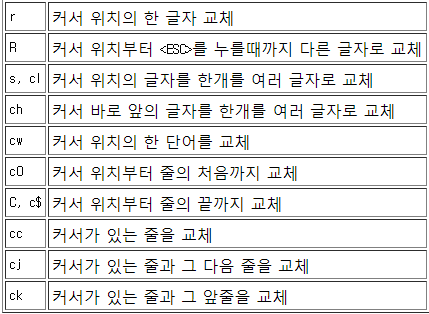 r 커서 위치의 한 글자 교체
R 커서 위치부터 <ESC>를 누를때까지 다른 글자로 교체
s, cl 커서 위치의 글자를 한개를 여러 글자로 교체
ch 커서 바로 앞의 글자를 한개를 여러 글자로 교체
cw 커서 위치의 한 단어를 교체
c0 커서 위치부터 줄의 처음까지 교체
C, c$ 커서 위치부터 줄의 끝까지 교체
cc 커서가 있는 줄을 교체
cj 커서가 있는 줄과 그 다음 줄을 교체
ck 커서가 있는 줄과 그 앞줄을 교체